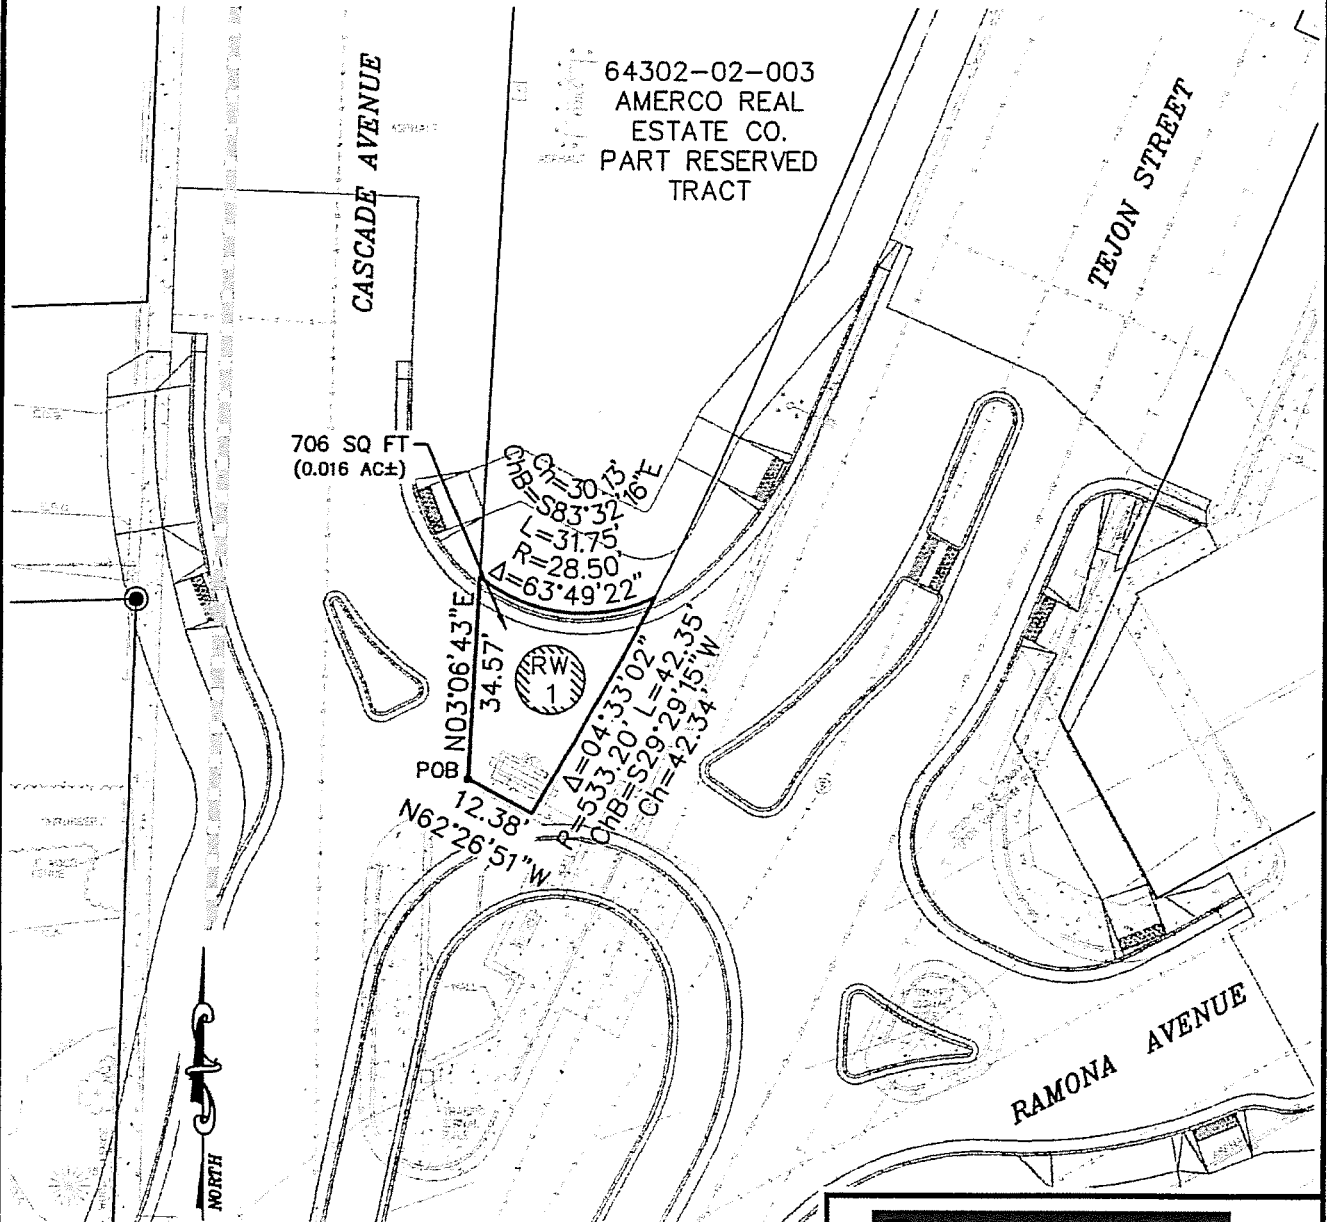 64302-02-003
AMERCO REAL
ESTATE CO.
PART RESERVED
TRACT
CASCADE AVENUE
TEJON STREET
ASPHALT
706 SQ FT
(0.016 AC±)
Ch=30.13'
ChB=S83°32'16"E
L=31.75'
R=28.50'
Δ=63°49'22"
N03°06'43"E
34.57'
RW
1
POB
12.38'
N62°26'51"W
Δ=04°33'02"
R=533.20' L=42.35'
ChB=S29°29'15"W
Ch=42.34'
RAMONA AVENUE
NORTH